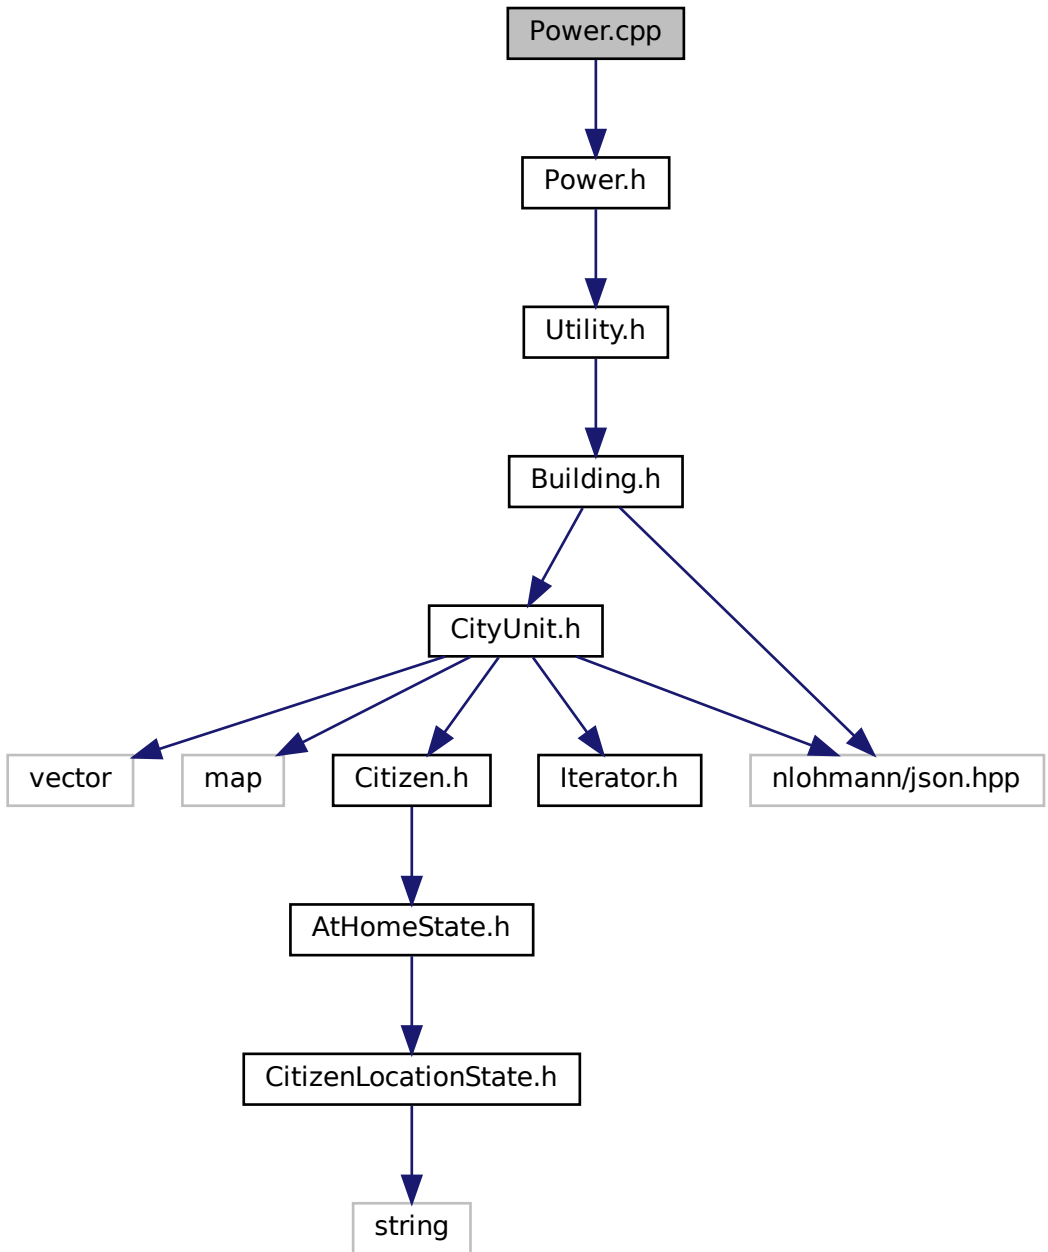 Power.cpp
Power.h
Utility.h
Building.h
CityUnit.h
vector
map
Citizen.h
Iterator.h
nlohmann/json.hpp
AtHomeState.h
CitizenLocationState.h
string